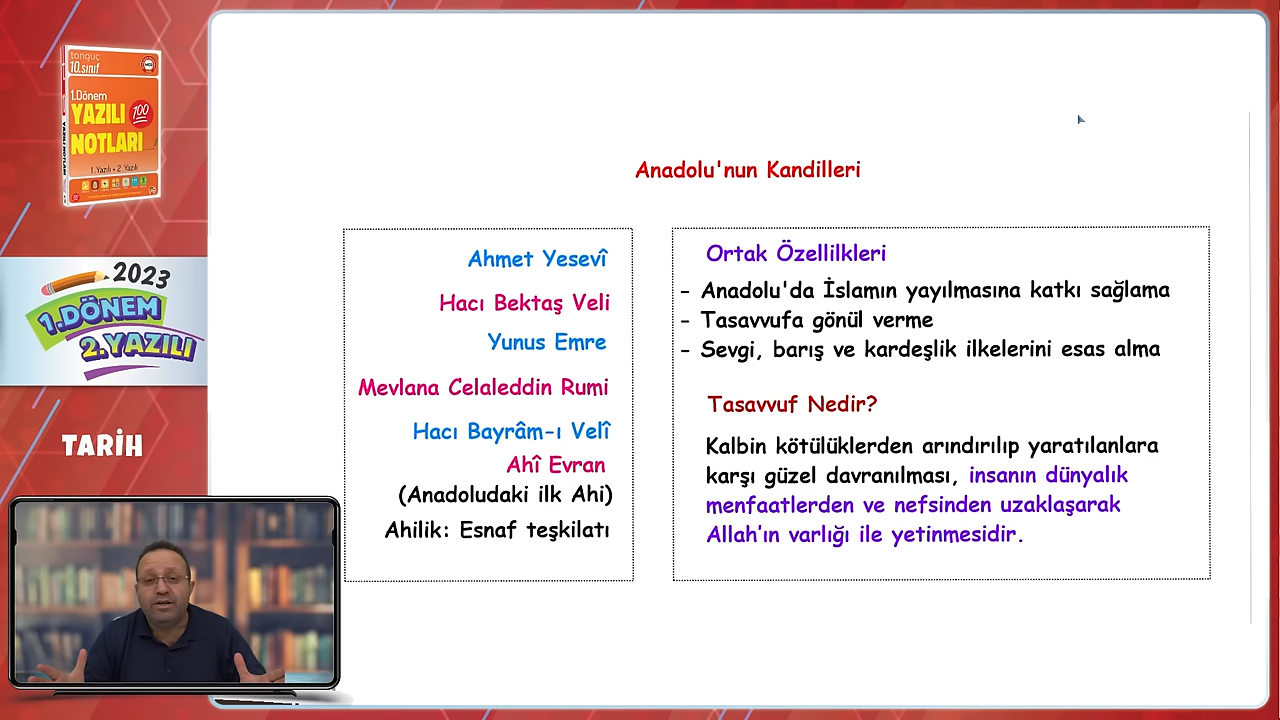 tonguç
10.sınıf
1.Dönem
YAZILI
100
NOTLARI
1. Yazılı + 2. Yazılı
YAZILI NOTLARI
2023
1.DÖNEM
2.YAZILI
TARİH
Anadolu'nun Kandilleri
Ahmet Yesevî
Hacı Bektaş Veli
Yunus Emre
Mevlana Celaleddin Rumi
Hacı Bayrâm-ı Velî
Ahî Evran
(Anadoludaki ilk Ahi)
Ahilik: Esnaf teşkilatı
Ortak Özellilkleri
- Anadolu'da İslamın yayılmasına katkı sağlama
- Tasavvufa gönül verme
- Sevgi, barış ve kardeşlik ilkelerini esas alma
Tasavvuf Nedir?
Kalbin kötülüklerden arındırılıp yaratılanlara
karşı güzel davranılması, insanın dünyalık
menfaatlerden ve nefsinden uzaklaşarak
Allah’ın varlığı ile yetinmesidir.